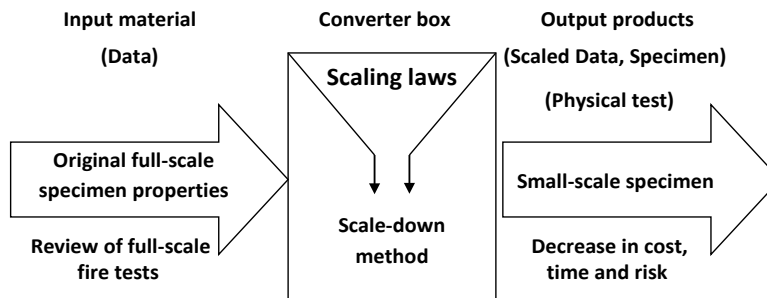 Input material
(Data)
Original full-scale
specimen properties
Review of full-scale
fire tests
Converter box
Scaling laws
Scale-down
method
Output products
(Scaled Data, Specimen)
(Physical test)
Small-scale specimen
Decrease in cost,
time and risk